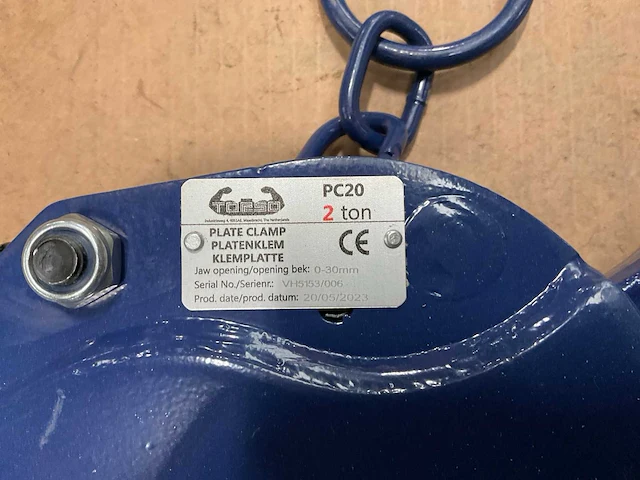 TORSO
PC20
2 ton
PLATE CLAMP
PLATENKLEM
KLEMPLATTE
CE
Jaw opening/opening bek: 0-30mm
Serial No./Serienr.: VH5153/006
Prod. date/prod. datum: 20/05/2023